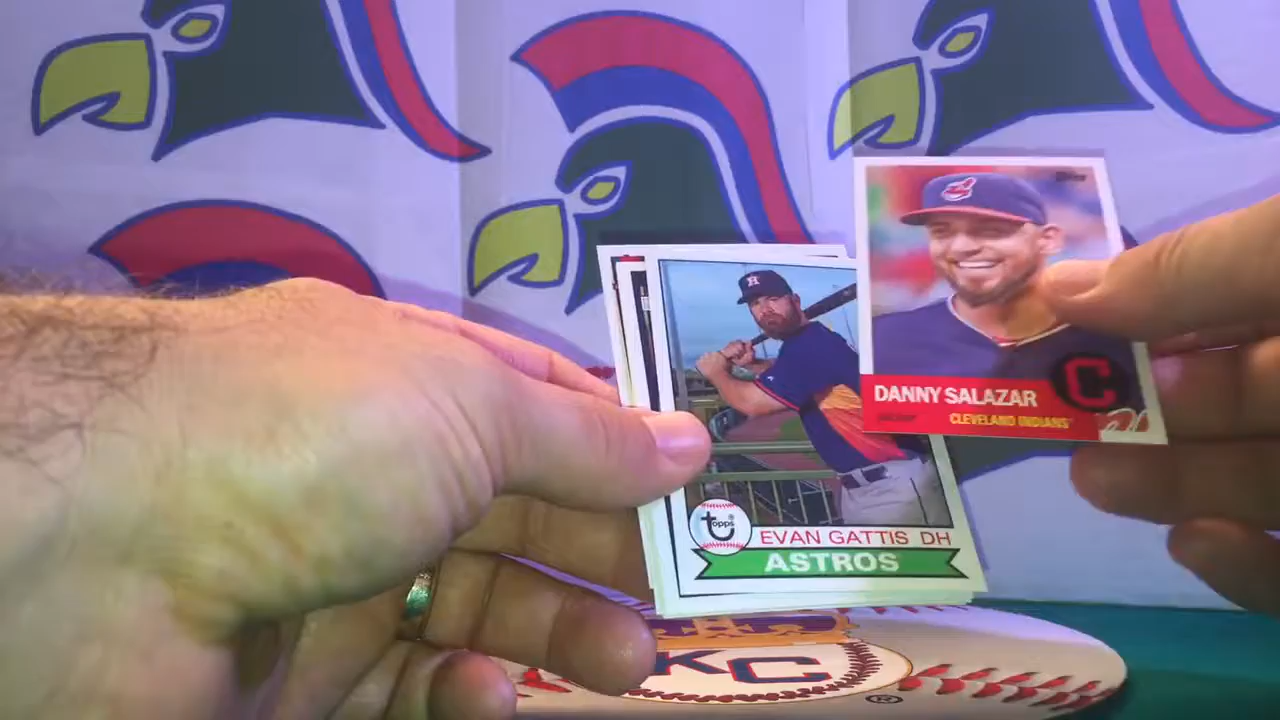 DANNY SALAZAR
CLEVELAND INDIANS
C
H
topps
EVAN GATTIS DH
ASTROS
KC
®